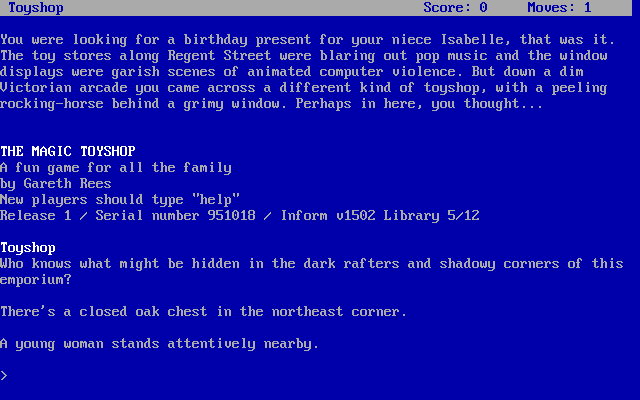 Toyshop Score: 0 Moves: 1
You were looking for a birthday present for your niece Isabelle, that was it.
The toy stores along Regent Street were blaring out pop music and the window
displays were garish scenes of animated computer violence. But down a dim
Victorian arcade you came across a different kind of toyshop, with a peeling
rocking-horse behind a grimy window. Perhaps in here, you thought...
THE MAGIC TOYSHOP
A fun game for all the family
by Gareth Rees
New players should type "help"
Release 1 / Serial number 951018 / Inform v1502 Library 5/12
Toyshop
Who knows what might be hidden in the dark rafters and shadowy corners of this
emporium?
There's a closed oak chest in the northeast corner.
A young woman stands attentively nearby.
>